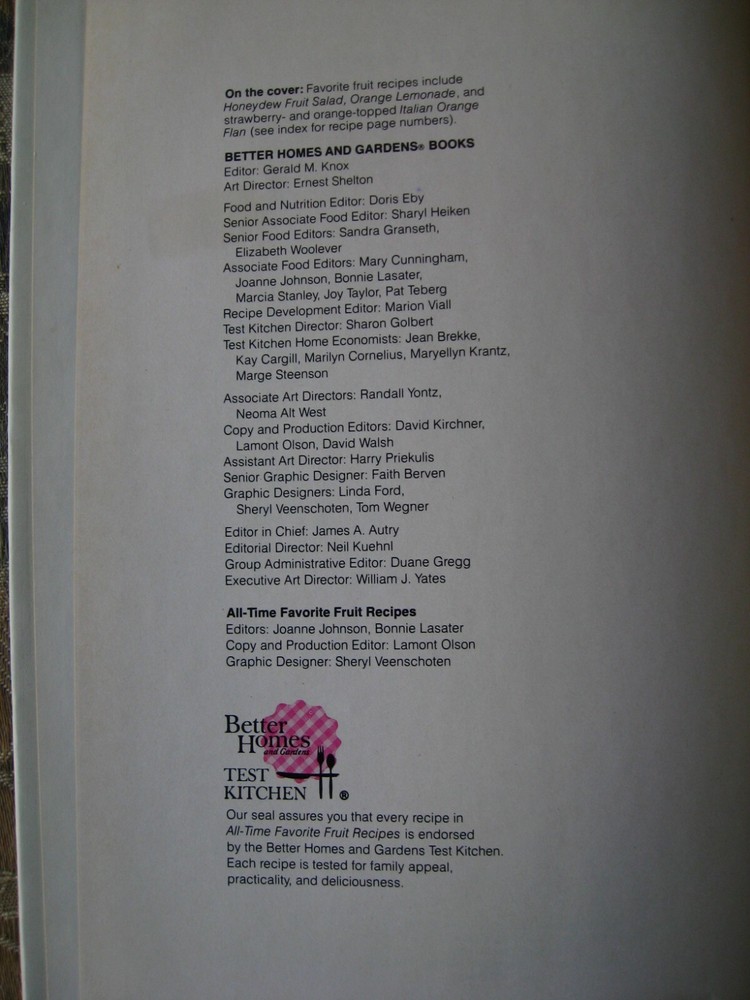 On the cover: Favorite fruit recipes include
Honeydew Fruit Salad, Orange Lemonade, and
strawberry- and orange-topped Italian Orange
Flan (see index for recipe page numbers).
BETTER HOMES AND GARDENS® BOOKS
Editor: Gerald M. Knox
Art Director: Ernest Shelton
Food and Nutrition Editor: Doris Eby
Senior Associate Food Editor: Sharyl Heiken
Senior Food Editors: Sandra Granseth,
Elizabeth Woolever
Associate Food Editors: Mary Cunningham,
Joanne Johnson, Bonnie Lasater,
Marcia Stanley, Joy Taylor, Pat Teberg
Recipe Development Editor: Marion Viall
Test Kitchen Director: Sharon Golbert
Test Kitchen Home Economists: Jean Brekke,
Kay Cargill, Marilyn Cornelius, Maryellyn Krantz,
Marge Steenson
Associate Art Directors: Randall Yontz,
Neoma Alt West
Copy and Production Editors: David Kirchner,
Lamont Olson, David Walsh
Assistant Art Director: Harry Priekulis
Senior Graphic Designer: Faith Berven
Graphic Designers: Linda Ford,
Sheryl Veenschoten, Tom Wegner
Editor in Chief: James A. Autry
Editorial Director: Neil Kuehnl
Group Administrative Editor: Duane Gregg
Executive Art Director: William J. Yates
All-Time Favorite Fruit Recipes
Editors: Joanne Johnson, Bonnie Lasater
Copy and Production Editor: Lamont Olson
Graphic Designer: Sheryl Veenschoten
Better
Homes
and Gardens
TEST
KITCHEN ®
Our seal assures you that every recipe in
All-Time Favorite Fruit Recipes is endorsed
by the Better Homes and Gardens Test Kitchen.
Each recipe is tested for family appeal,
practicality, and deliciousness.